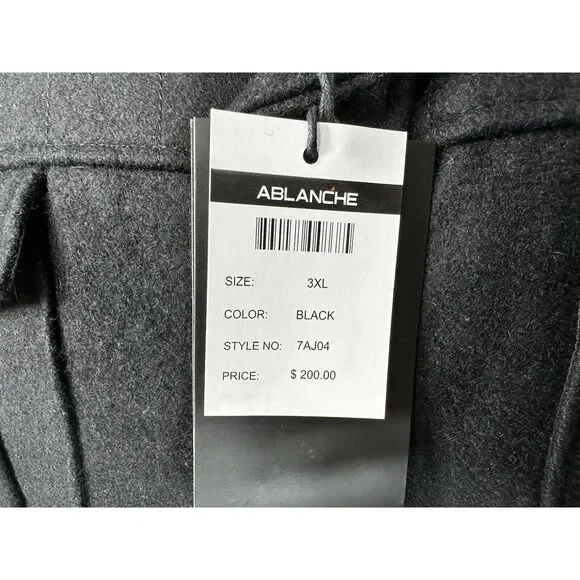 ABLANCHE
SIZE: 3XL
COLOR: BLACK
STYLE NO: 7AJ04
PRICE: $ 200.00